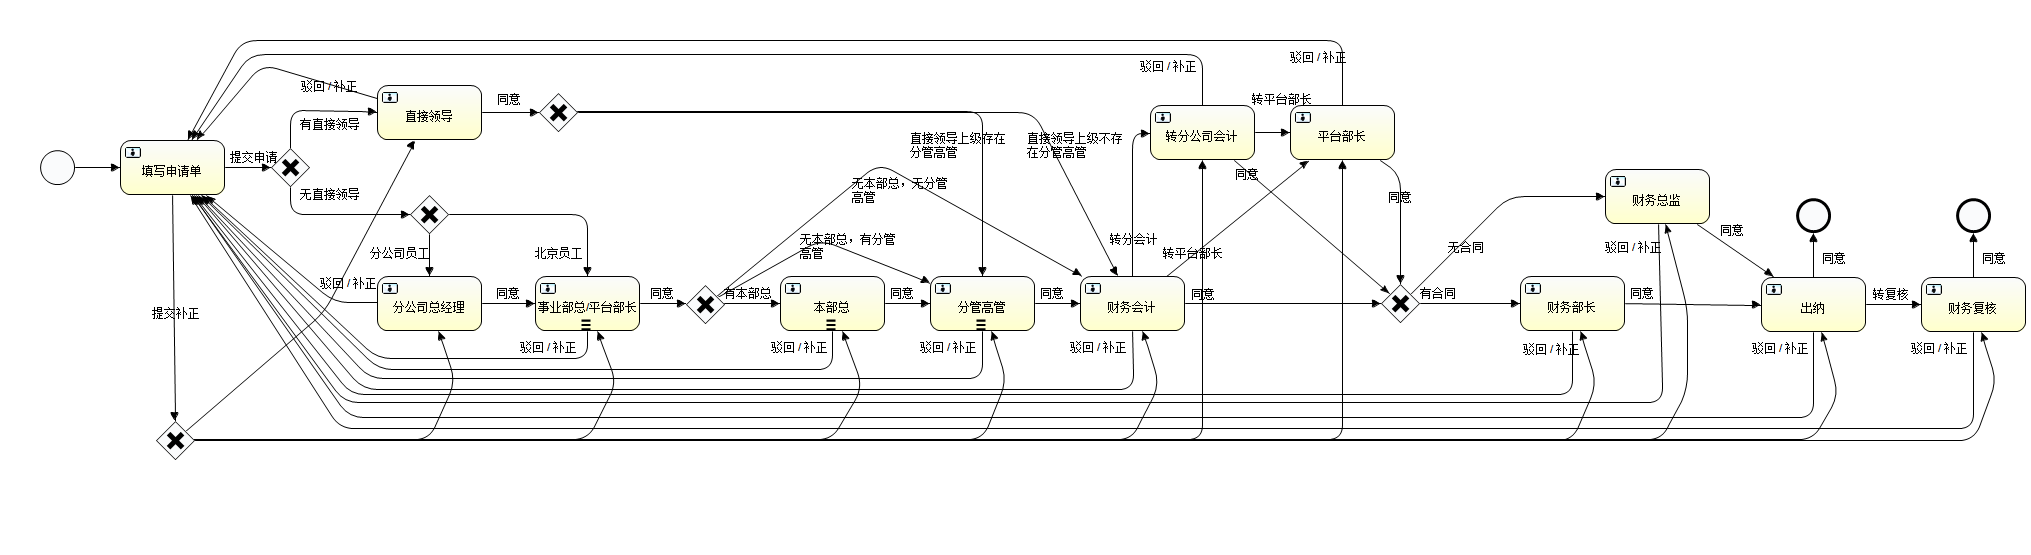 驳回 / 补正
驳回 / 补正
驳回 / 补正
同意
转平台部长
直接领导
有直接领导
直接领导上级存在
分管高管
直接领导上级不存
在分管高管
转分公司会计
平台部长
提交申请
填写申请单
无直接领导
同意
无本部总，无分管
高管
同意
财务总监
同意
无本部总，有分管
高管
转分会计
转平台部长
无合同
驳回 / 补正
分公司员工
北京员工
同意
同意
驳回 / 补正
分公司总经理
同意
事业部总/平台部长
同意
有本部总
本部总
同意
分管高管
同意
财务会计
同意
有合同
财务部长
同意
出纳
转复核
财务复核
提交补正
驳回 / 补正
驳回 / 补正
驳回 / 补正
驳回 / 补正
驳回 / 补正
驳回 / 补正
驳回 / 补正